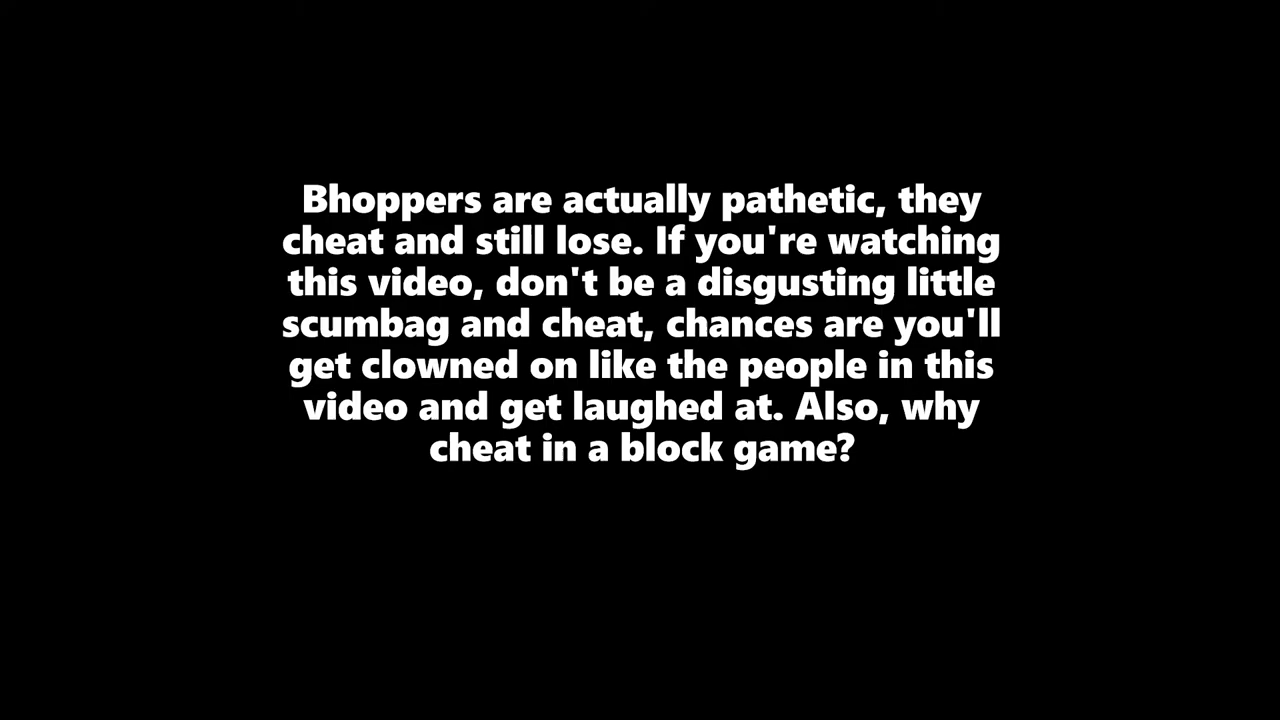 Bhoppers are actually pathetic, they
cheat and still lose. If you're watching
this video, don't be a disgusting little
scumbag and cheat, chances are you'll
get clowned on like the people in this
video and get laughed at. Also, why
cheat in a block game?